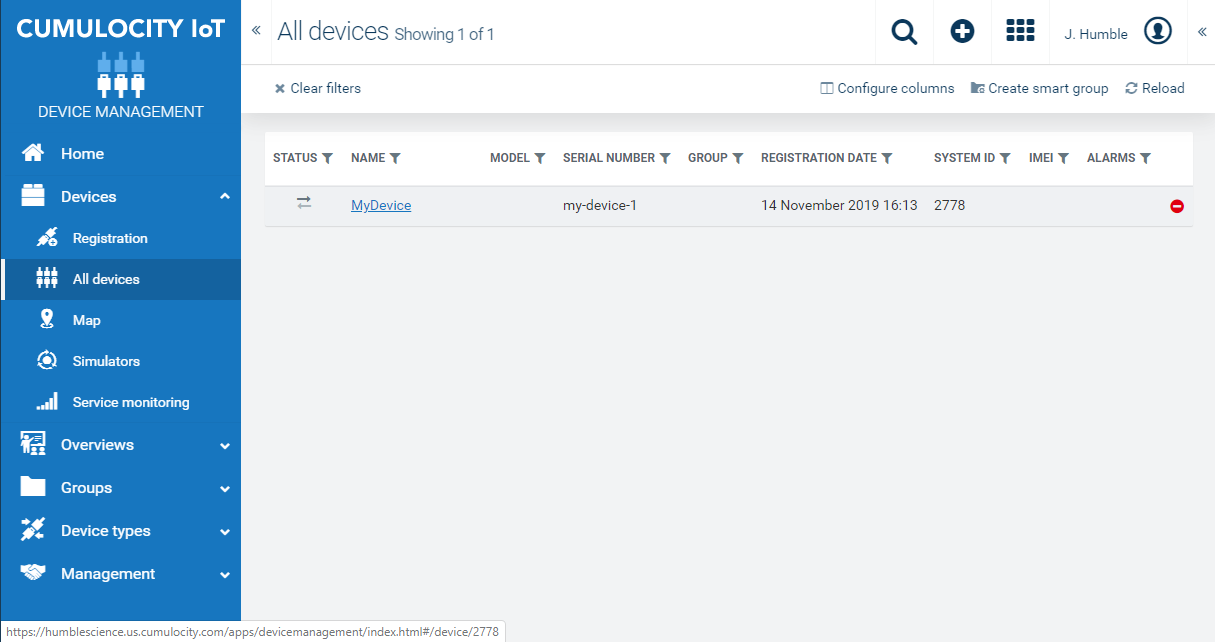 CUMULOCITY IoT
DEVICE MANAGEMENT
Home
Devices
Registration
All devices
Map
Simulators
Service monitoring
Overviews
Groups
Device types
Management
« All devices Showing 1 of 1
J. Humble «
Clear filters
Configure columns Create smart group Reload
STATUS NAME MODEL SERIAL NUMBER GROUP REGISTRATION DATE SYSTEM ID IMEI ALARMS
MyDevice my-device-1 14 November 2019 16:13 2778
https://humblescience.us.cumulocity.com/apps/devicemanagement/index.html#/device/2778